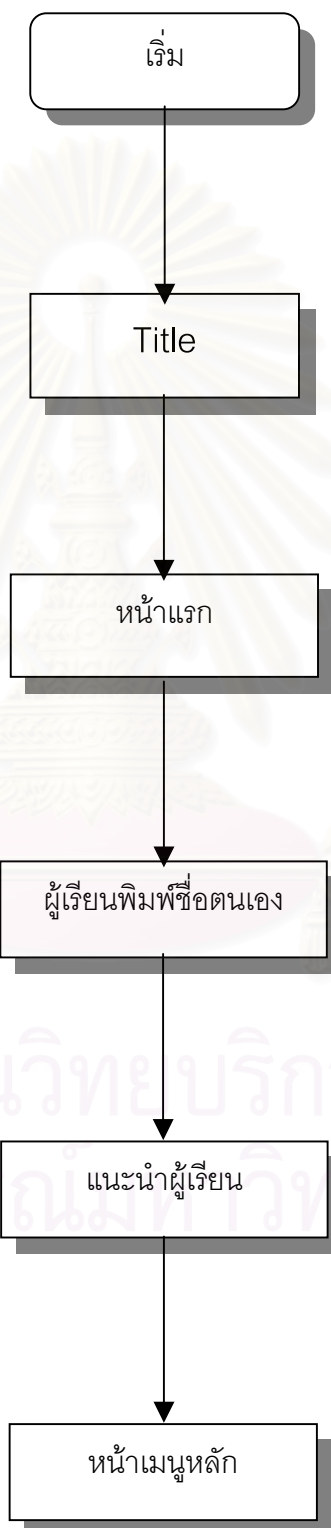 เริ่ม
Title
หน้าแรก
ผู้เรียนพิมพ์ชื่อตนเอง
แนะนำผู้เรียน
หน้าเมนูหลัก